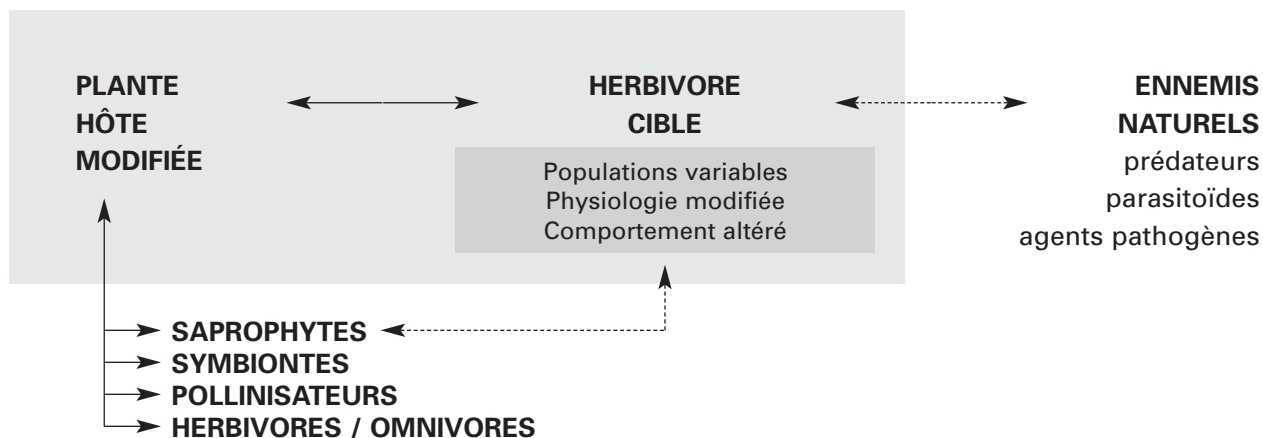 PLANTE
HÔTE
MODIFIÉE
HERBIVORE
CIBLE
Populations variables
Physiologie modifiée
Comportement altéré
ENNEMIS
NATURELS
prédateurs
parasitoïdes
agents pathogènes
SAPROPHYTES
SYMBIONTES
POLLINISATEURS
HERBIVORES / OMNIVORES